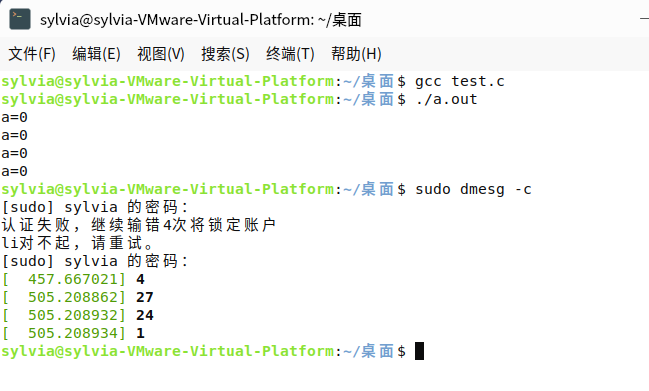 sylvia@sylvia-VMware-Virtual-Platform: ~/桌面
文件(F) 编辑(E) 视图(V) 搜索(S) 终端(T) 帮助(H)
sylvia@sylvia-VMware-Virtual-Platform:~/桌面$ gcc test.c
sylvia@sylvia-VMware-Virtual-Platform:~/桌面$ ./a.out
a=0
a=0
a=0
a=0
sylvia@sylvia-VMware-Virtual-Platform:~/桌面$ sudo dmesg -c
[sudo] sylvia 的密码：
认证失败，继续输错4次将锁定账户
li对不起，请重试。
[sudo] sylvia 的密码：
[  457.667021] 4
[  505.208862] 27
[  505.208932] 24
[  505.208934] 1
sylvia@sylvia-VMware-Virtual-Platform:~/桌面$